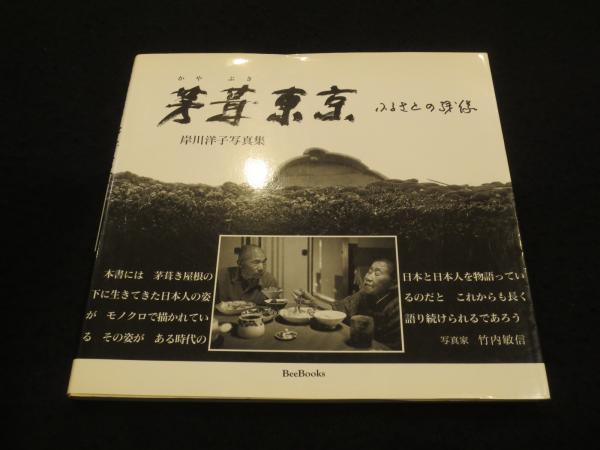 かや ぶき
茅葺東京 ふるさとの残像
岸川洋子写真集
本書には 茅葺き屋根の
下に生きてきた日本人の姿
が モノクロで描かれてい
る その姿が ある時代の
日本と日本人を物語ってい
るのだと これからも長く
語り続けられるであろう
写真家 竹内敏信
BeeBooks